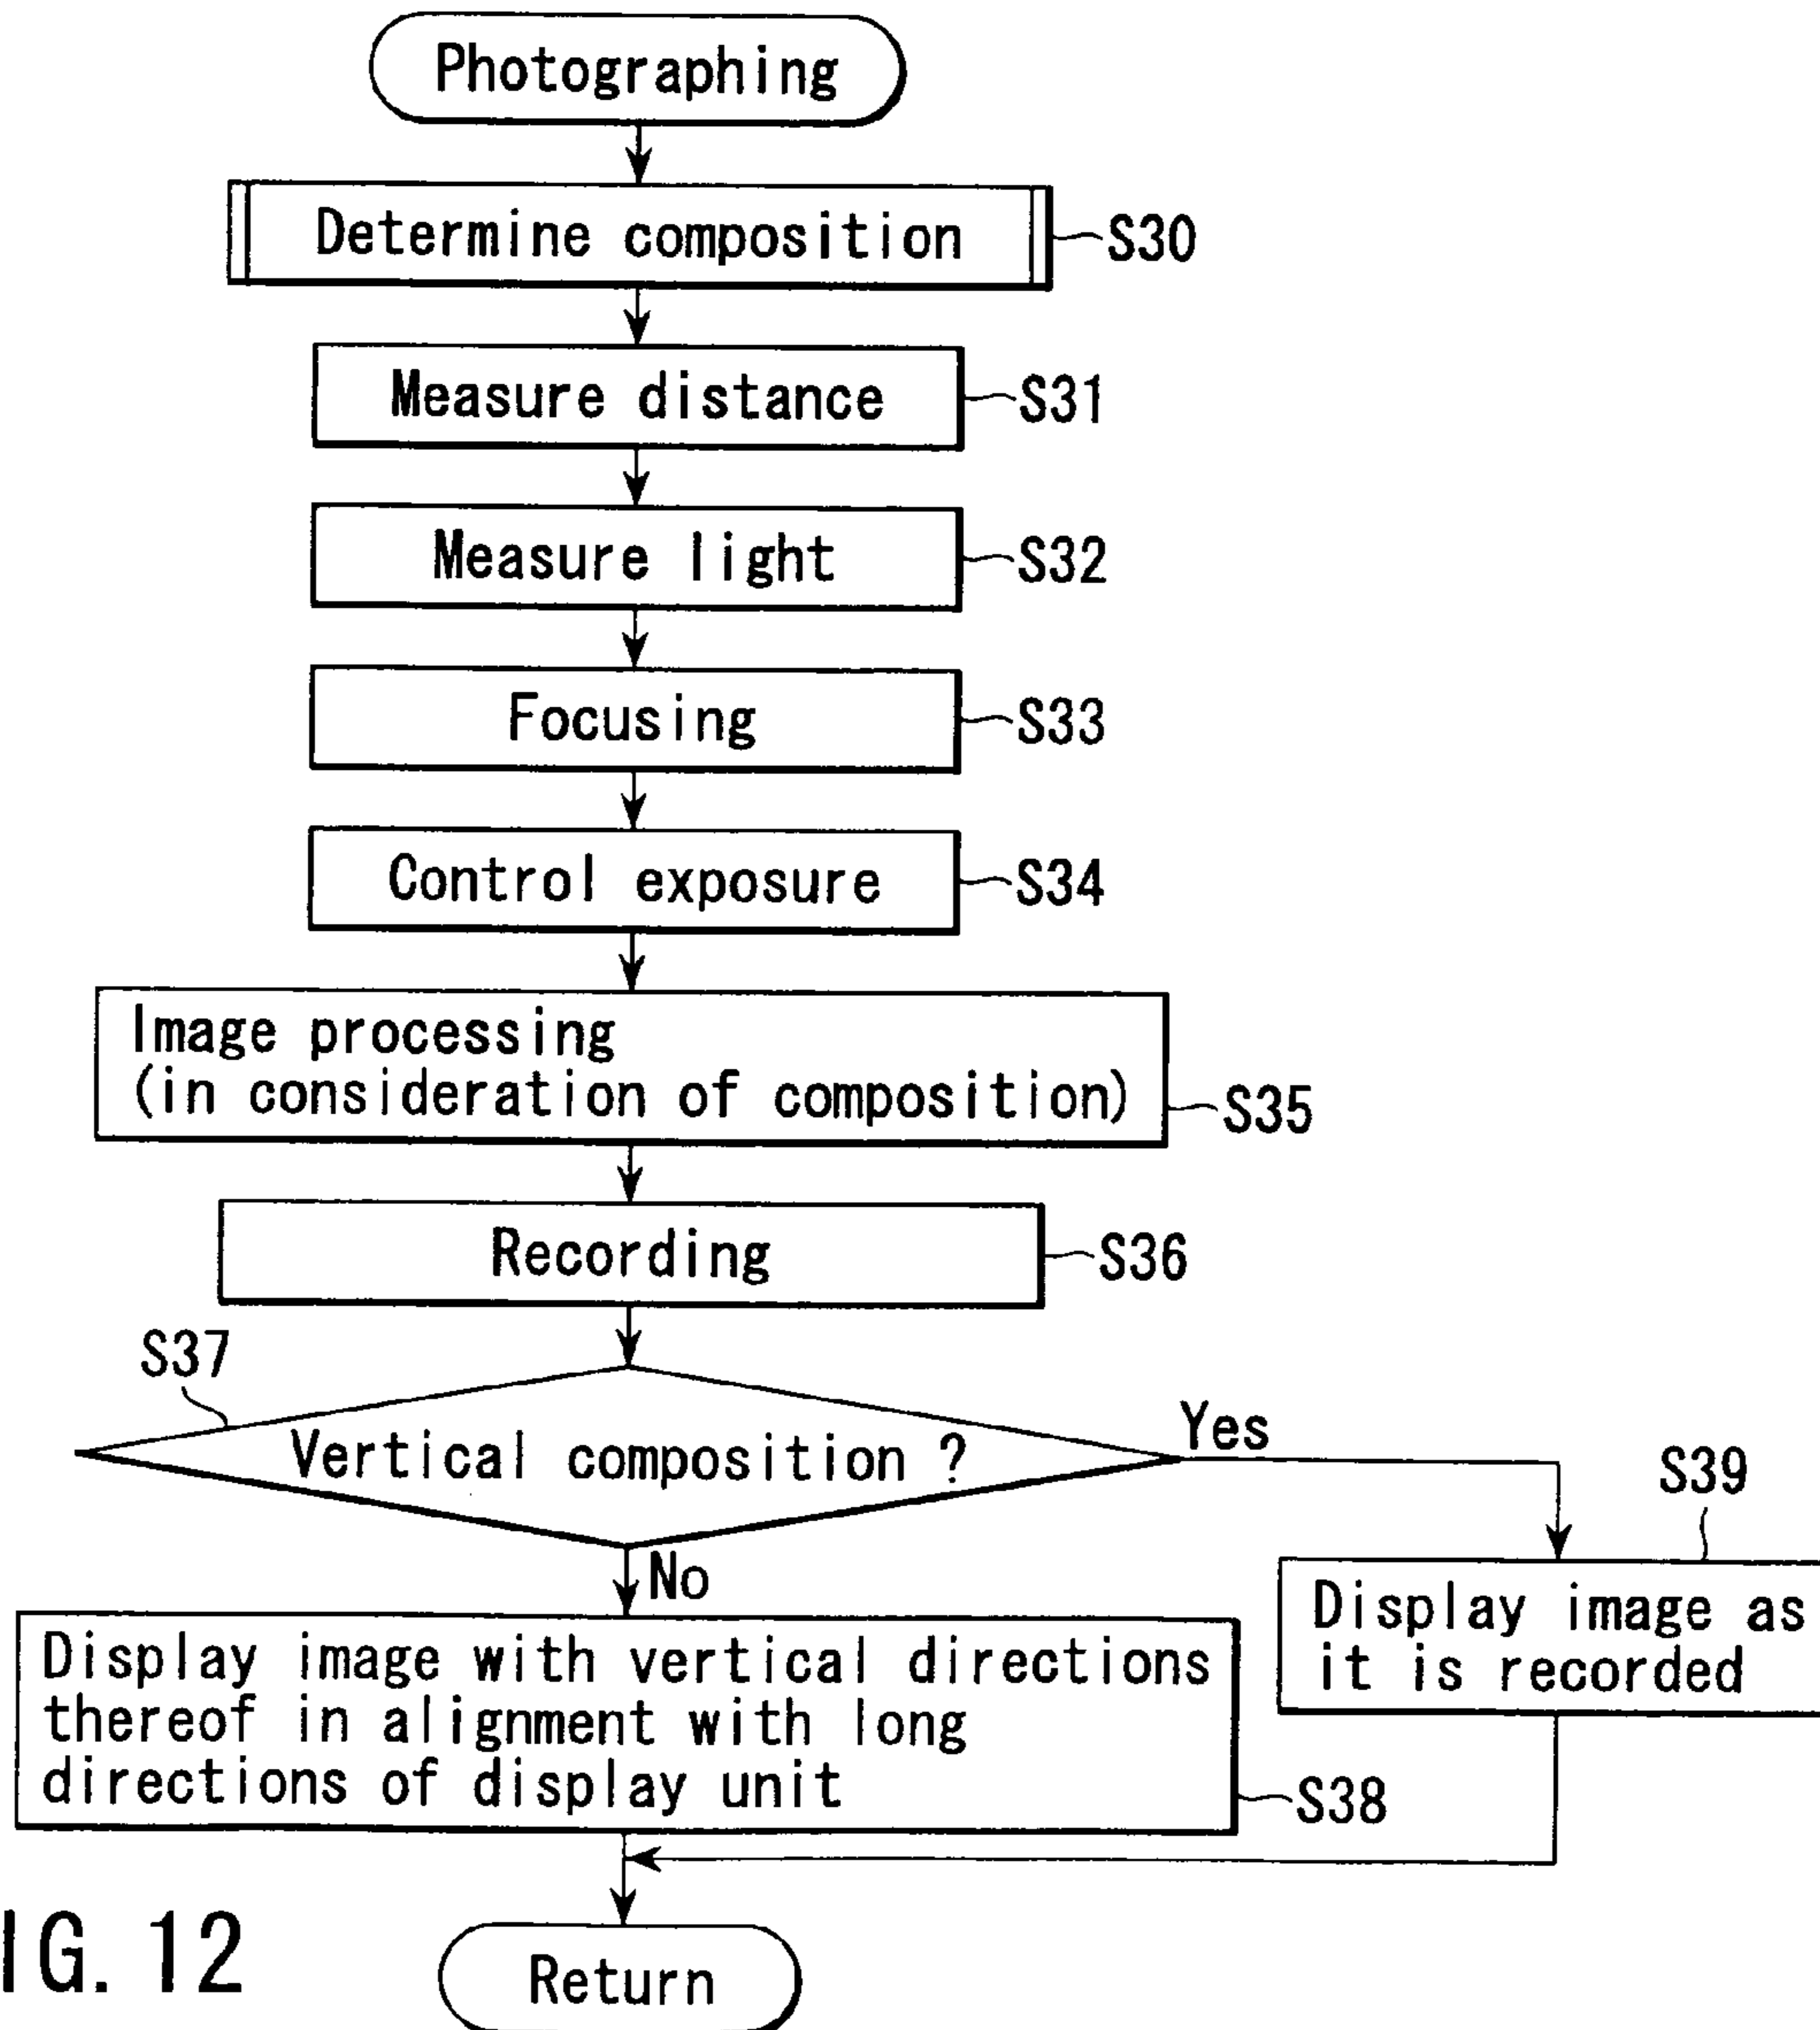 Photographing
Determine composition
S30
Measure distance
S31
Measure light
S32
Focusing
S33
Control exposure
S34
Image processing
(in consideration of composition)
S35
Recording
S36
S37
Vertical composition ?
Yes
No
S39
Display image as
it is recorded
Display image with vertical directions
thereof in alignment with long
directions of display unit
S38
IG. 12
Return